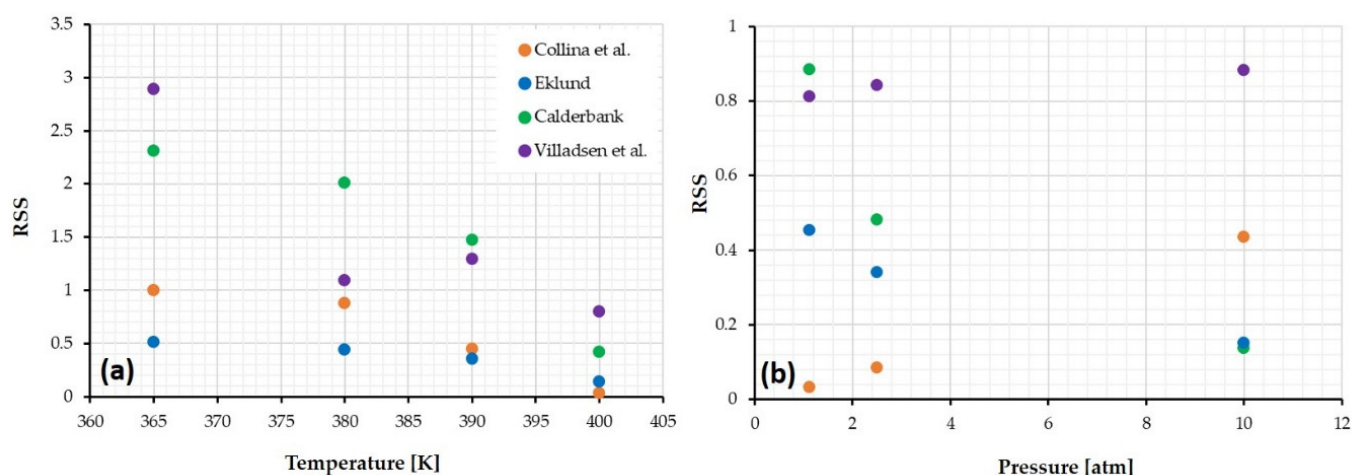 3.5
3
2.5
2
1.5
1
0.5
0
RSS
360 365 370 375 380 385 390 395 400 405
Temperature [K]
(a)
Collina et al.
Eklund
Calderbank
Villadsen et al.
1
0.8
0.6
0.4
0.2
0
RSS
0 2 4 6 8 10 12
Pressure [atm]
(b)